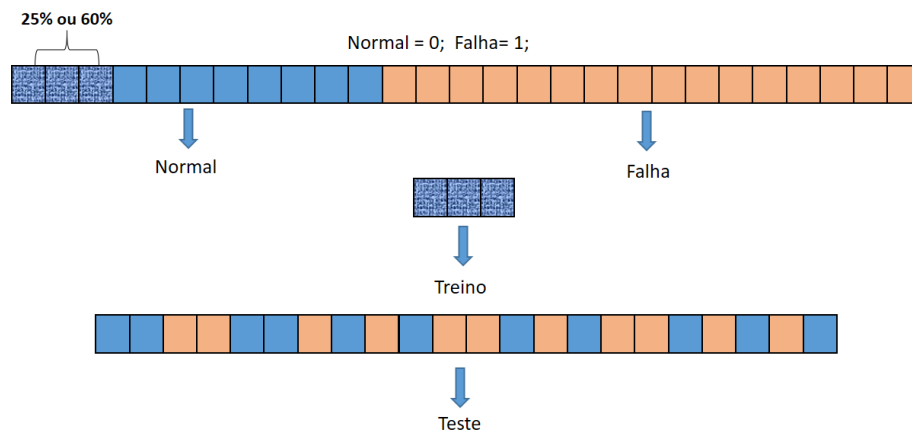 25% ou 60%
Normal = 0; Falha= 1;
Normal
Falha
Treino
Teste